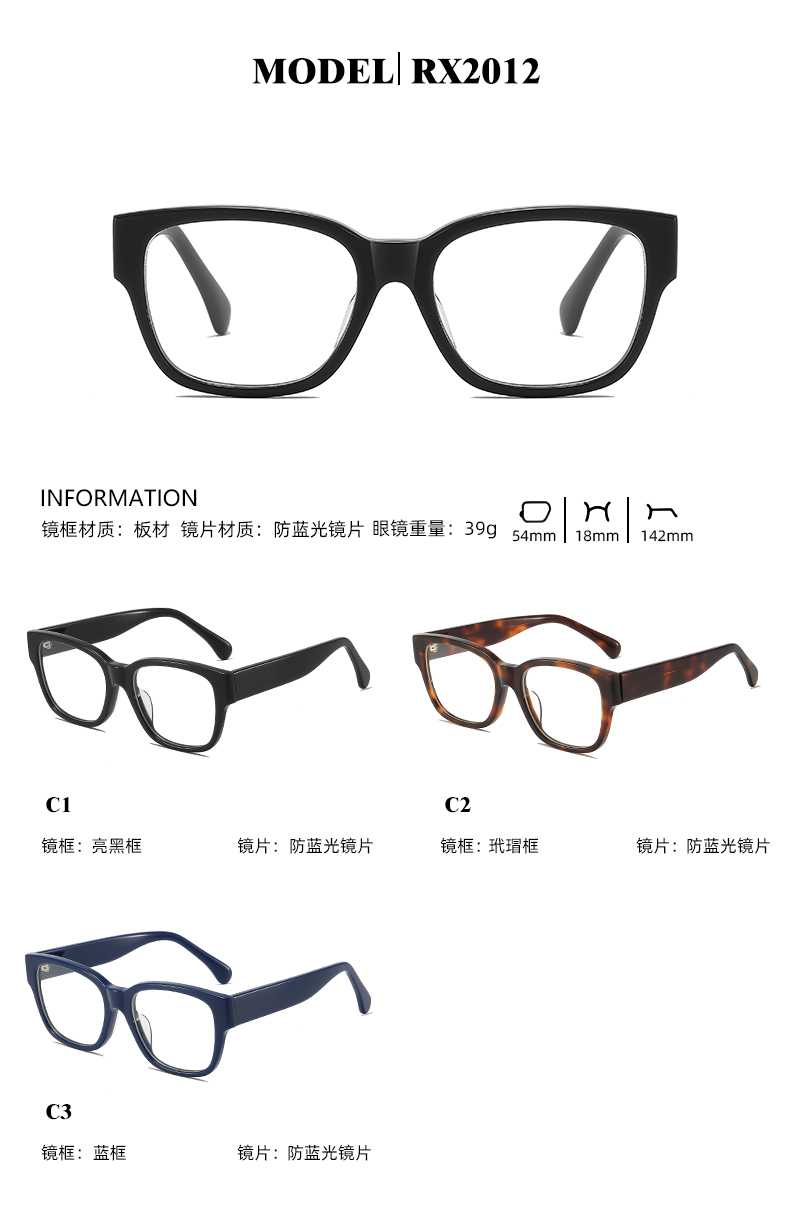 MODEL RX2012
INFORMATION
镜框材质：板材 镜片材质：防蓝光镜片 眼镜重量：39g
54mm 18mm 142mm
C1
镜框：亮黑框 镜片：防蓝光镜片
C2
镜框：玳瑁框 镜片：防蓝光镜片
C3
镜框：蓝框 镜片：防蓝光镜片